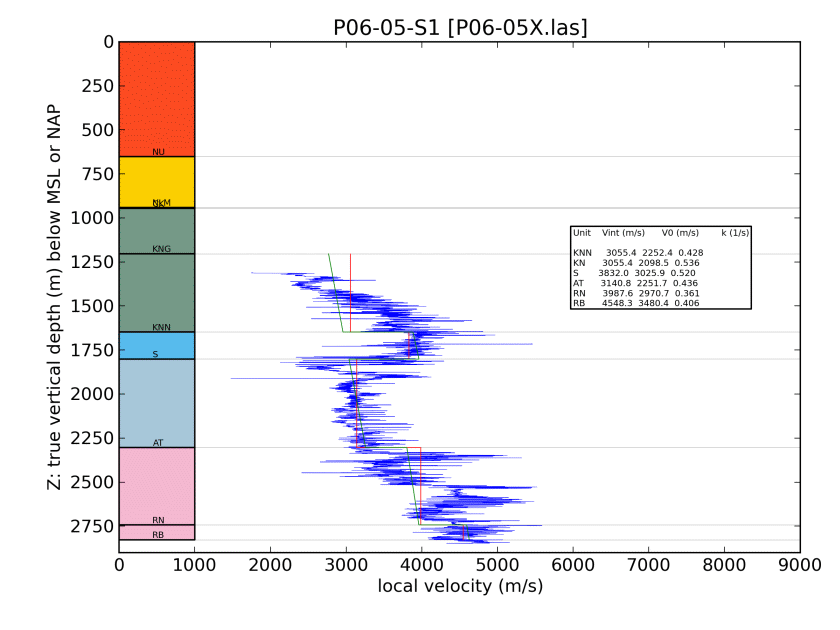 P06-05-S1 [P06-05X.las]
0
250
500
750
1000
1250
1500
1750
2000
2250
2500
2750
Z: true vertical depth (m) below MSL or NAP
NU
KNG
KNN
S
AT
RN
RB
Unit Vint (m/s) V0 (m/s) k (1/s)
KNN 3055.4 2252.4 0.428
KN 3055.4 2098.5 0.536
S 3832.0 3025.9 0.520
AT 3140.8 2251.7 0.436
RN 3987.6 2970.7 0.361
RB 4548.3 3480.4 0.406
0 1000 2000 3000 4000 5000 6000 7000 8000 9000
local velocity (m/s)